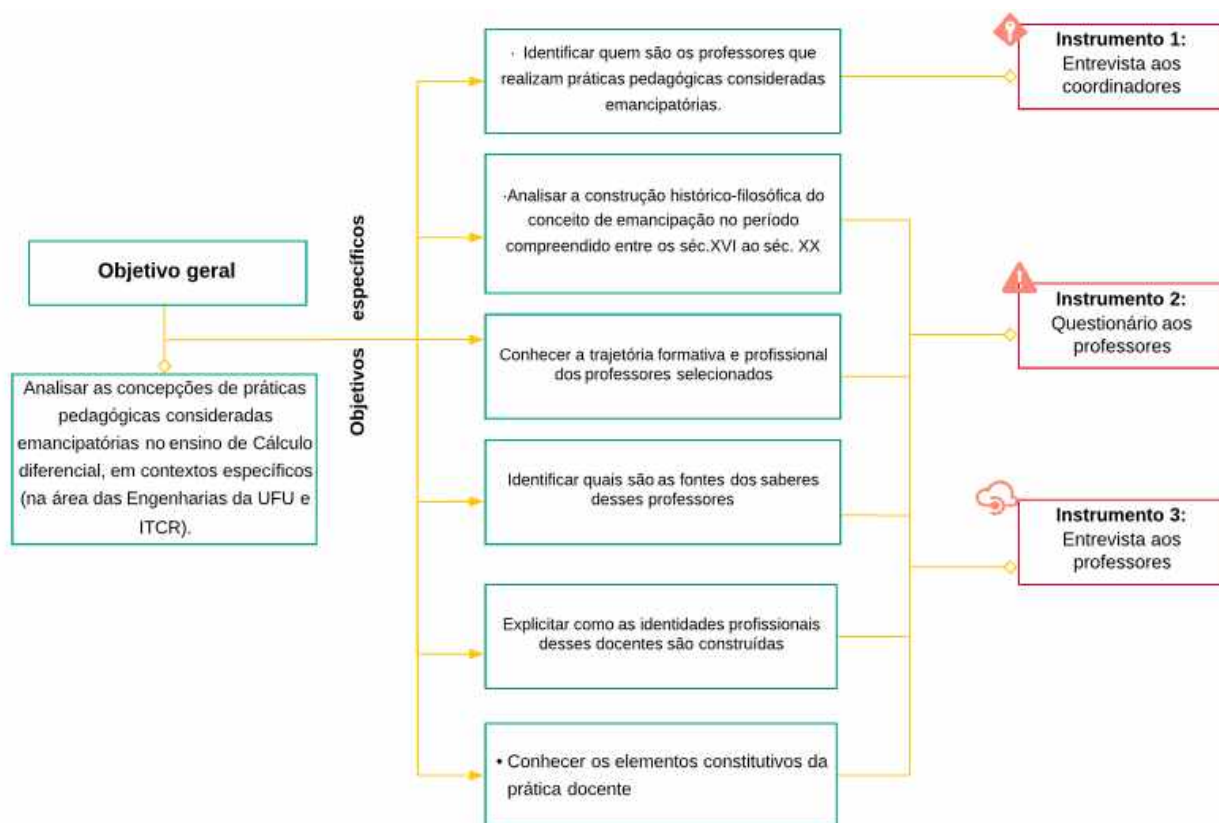 Objetivo geral
Analisar as concepções de práticas
pedagógicas consideradas
emancipatórias no ensino de Cálculo
diferencial, em contextos específicos
(na área das Engenharias da UFU e
ITCR).
Objetivos específicos
· Identificar quem são os professores que
realizam práticas pedagógicas consideradas
emancipatórias.
·Analisar a construção histórico-filosófica do
conceito de emancipação no período
compreendido entre os séc.XVI ao séc. XX
Conhecer a trajetória formativa e profissional
dos professores selecionados
Identificar quais são as fontes dos saberes
desses professores
Explicitar como as identidades profissionais
desses docentes são construídas
• Conhecer os elementos constitutivos da
prática docente
Instrumento 1:
Entrevista aos
coordinadores
Instrumento 2:
Questionário aos
professores
Instrumento 3:
Entrevista aos
professores